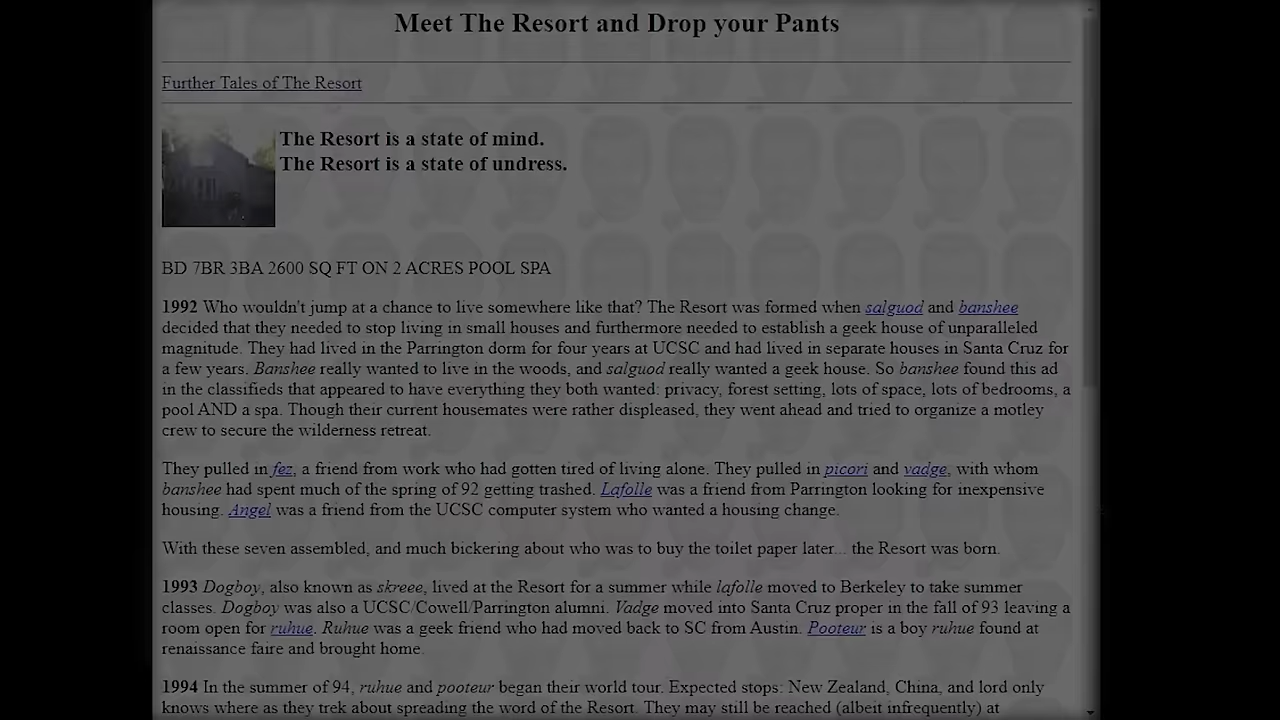 Meet The Resort and Drop your Pants
Further Tales of The Resort
The Resort is a state of mind.
The Resort is a state of undress.
BD 7BR 3BA 2600 SQ FT ON 2 ACRES POOL SPA
1992 Who wouldn't jump at a chance to live somewhere like that? The Resort was formed when salguod and banshee
decided that they needed to stop living in small houses and furthermore needed to establish a geek house of unparalleled
magnitude. They had lived in the Parrington dorm for four years at UCSC and had lived in separate houses in Santa Cruz for
a few years. Banshee really wanted to live in the woods, and salguod really wanted a geek house. So banshee found this ad
in the classifieds that appeared to have everything they both wanted: privacy, forest setting, lots of space, lots of bedrooms, a
pool AND a spa. Though their current housemates were rather displeased, they went ahead and tried to organize a motley
crew to secure the wilderness retreat.
They pulled in fez, a friend from work who had gotten tired of living alone. They pulled in picori and vadge, with whom
banshee had spent much of the spring of 92 getting trashed. Lafolle was a friend from Parrington looking for inexpensive
housing. Angel was a friend from the UCSC computer system who wanted a housing change.
With these seven assembled, and much bickering about who was to buy the toilet paper later... the Resort was born.
1993 Dogboy, also known as skreee, lived at the Resort for a summer while lafolle moved to Berkeley to take summer
classes. Dogboy was also a UCSC/Cowell/Parrington alumni. Vadge moved into Santa Cruz proper in the fall of 93 leaving a
room open for ruhue. Ruhue was a geek friend who had moved back to SC from Austin. Pooteur is a boy ruhue found at
renaissance faire and brought home.
1994 In the summer of 94, ruhue and pooteur began their world tour. Expected stops: New Zealand, China, and lord only
knows where as they trek about spreading the word of the Resort. They may still be reached (albeit infrequently) at